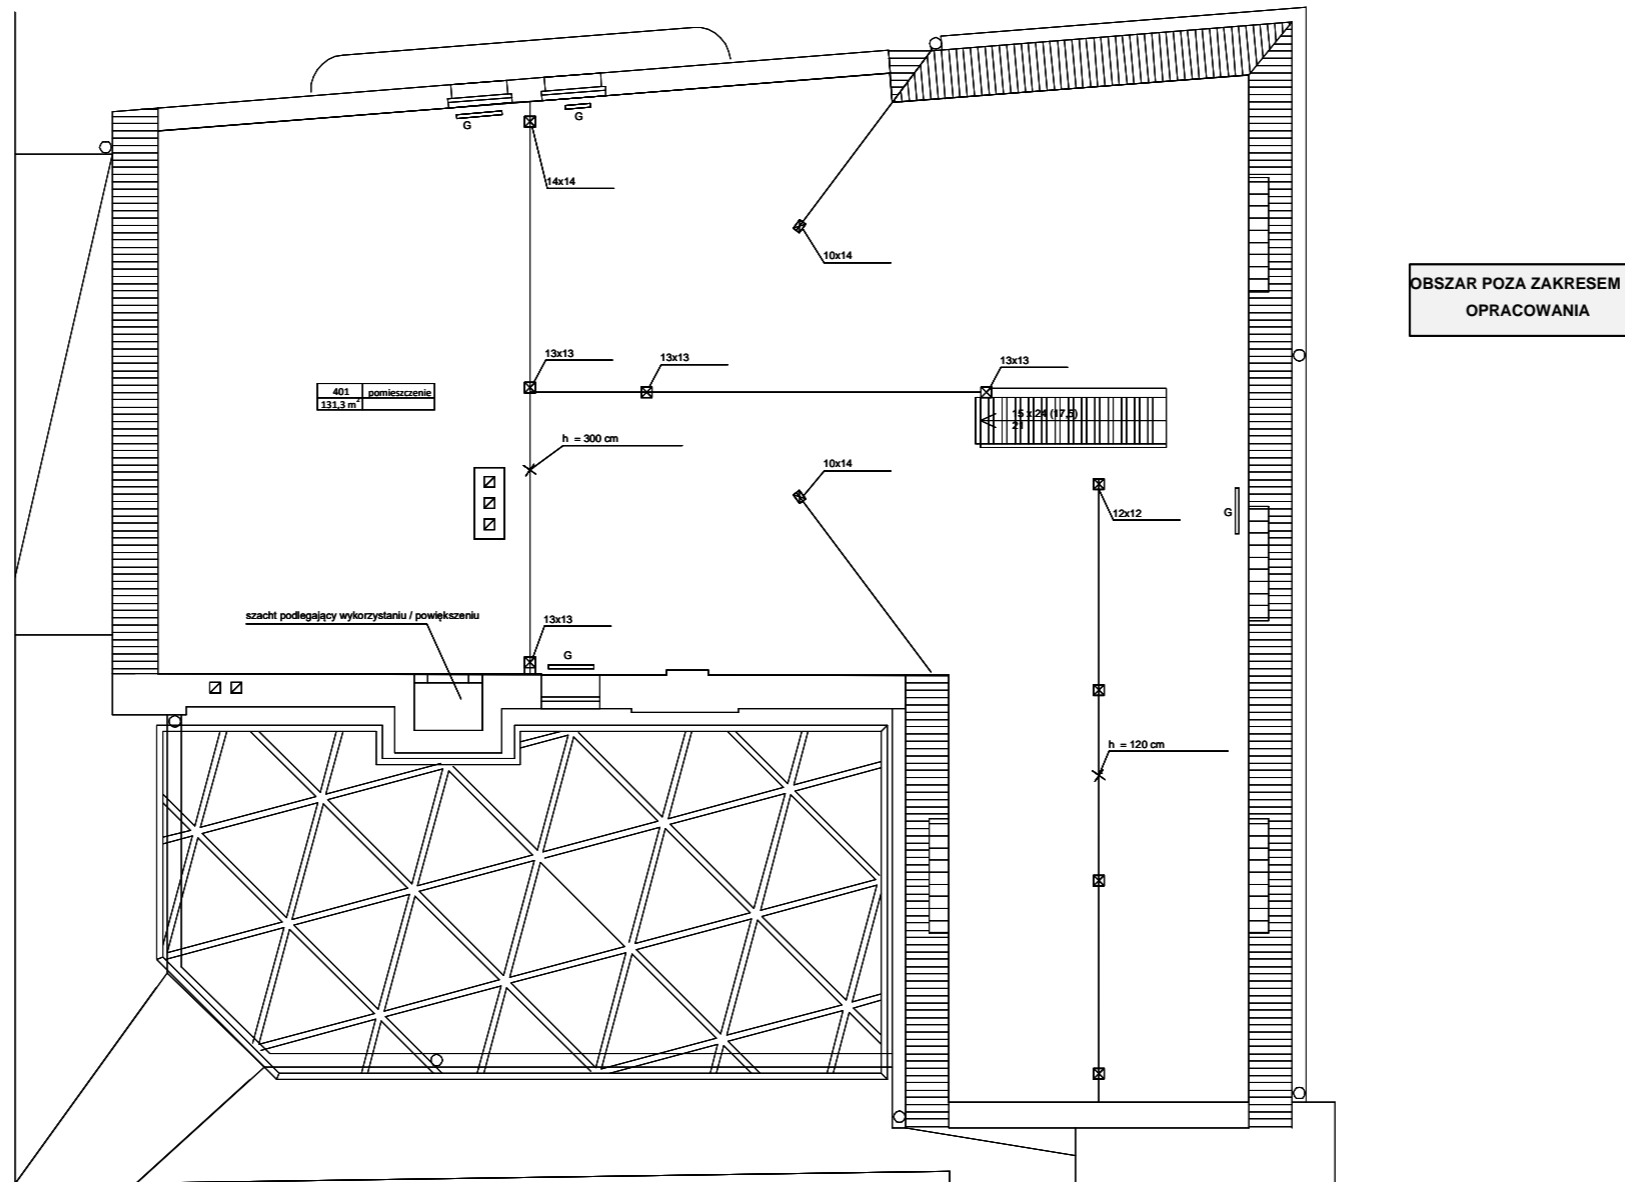 G
G
14x14
10x14
OBSZAR POZA ZAKRESEM
OPRACOWANIA
13x13
13x13
13x13
401 pomieszczenie
131,3 m²
15 x 24 (17,5)
21
h = 300 cm
10x14
12x12
G
szacht podlegający wykorzystaniu / powiększeniu
13x13
G
h = 120 cm